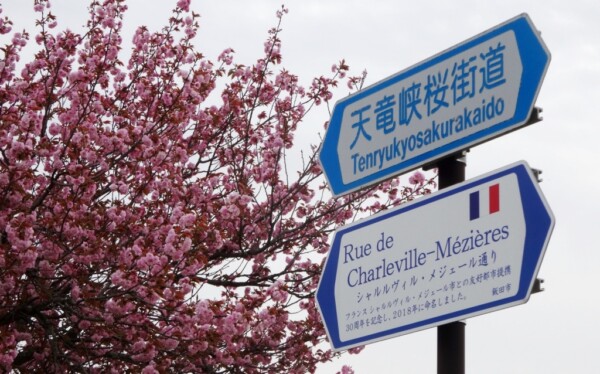 天竜峡桜街道
Tenryukyosakurakaido
Rue de
Charleville-Mézières
シャルルヴィル・メジェール通り
フランス シャルルヴィル・メジェール市との友好都市提携
30周年を記念し、2018年に命名しました。 飯田市